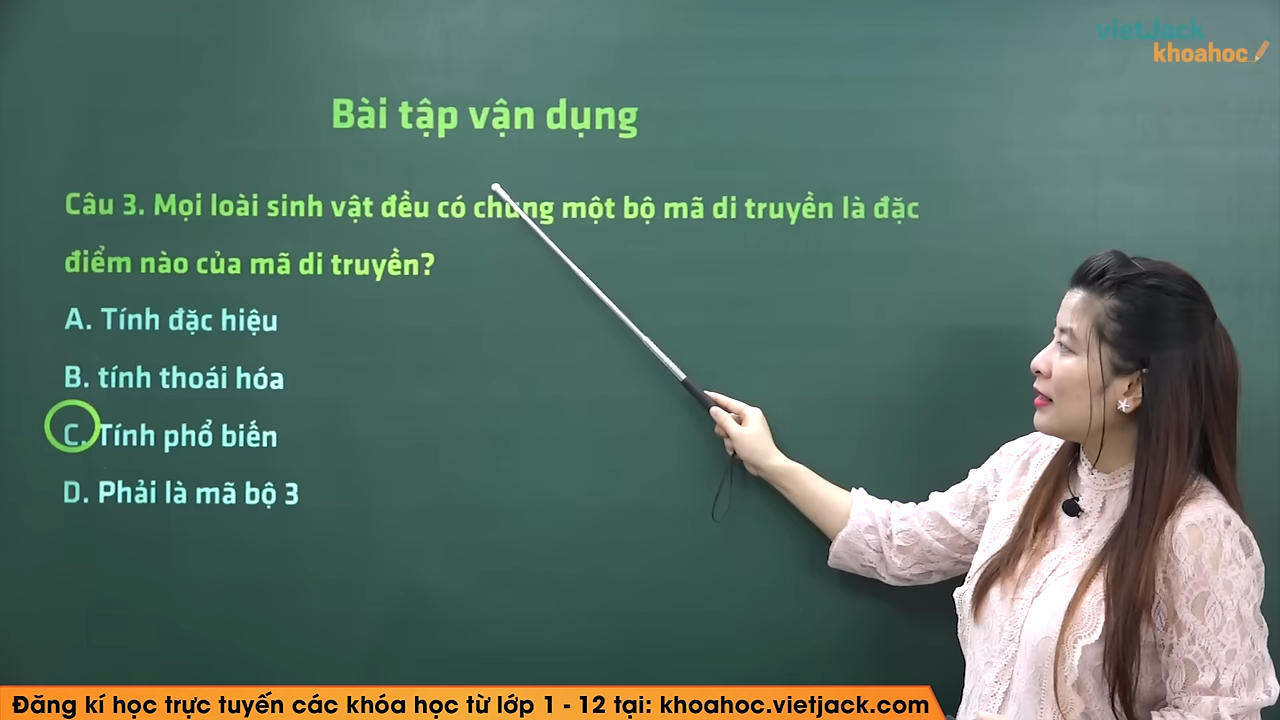 vietJack
khoahoc
Bài tập vận dụng
Câu 3. Mọi loài sinh vật đều có chung một bộ mã di truyền là đặc
điểm nào của mã di truyền?
A. Tính đặc hiệu
B. tính thoái hóa
C. Tính phổ biến
D. Phải là mã bộ 3
Đăng kí học trực tuyến các khóa học từ lớp 1 - 12 tại: khoahoc.vietjack.com